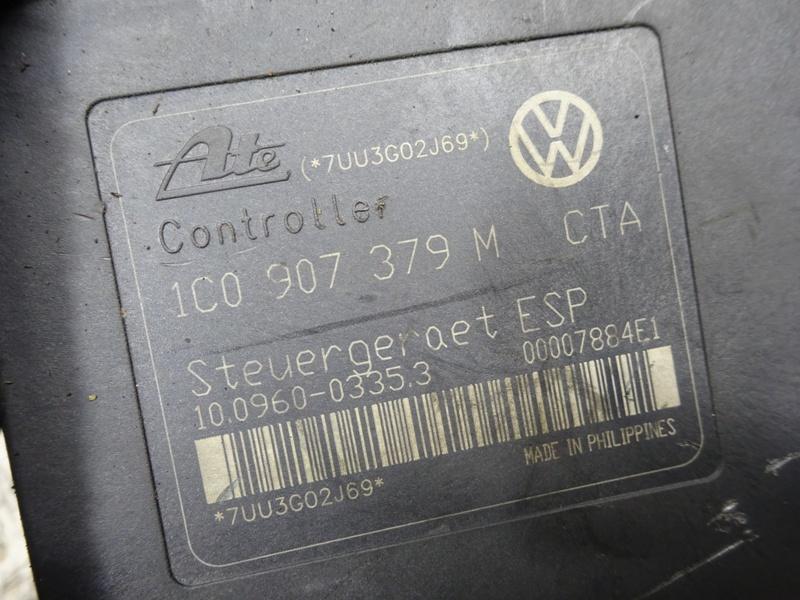 Ate (*7UU3G02J69*)
Controller
1C0 907 379 M CTA
Steuergeraet ESP
10.0960-0335.3 00007884E1
MADE IN PHILIPPINES
*7UU3G02J69*